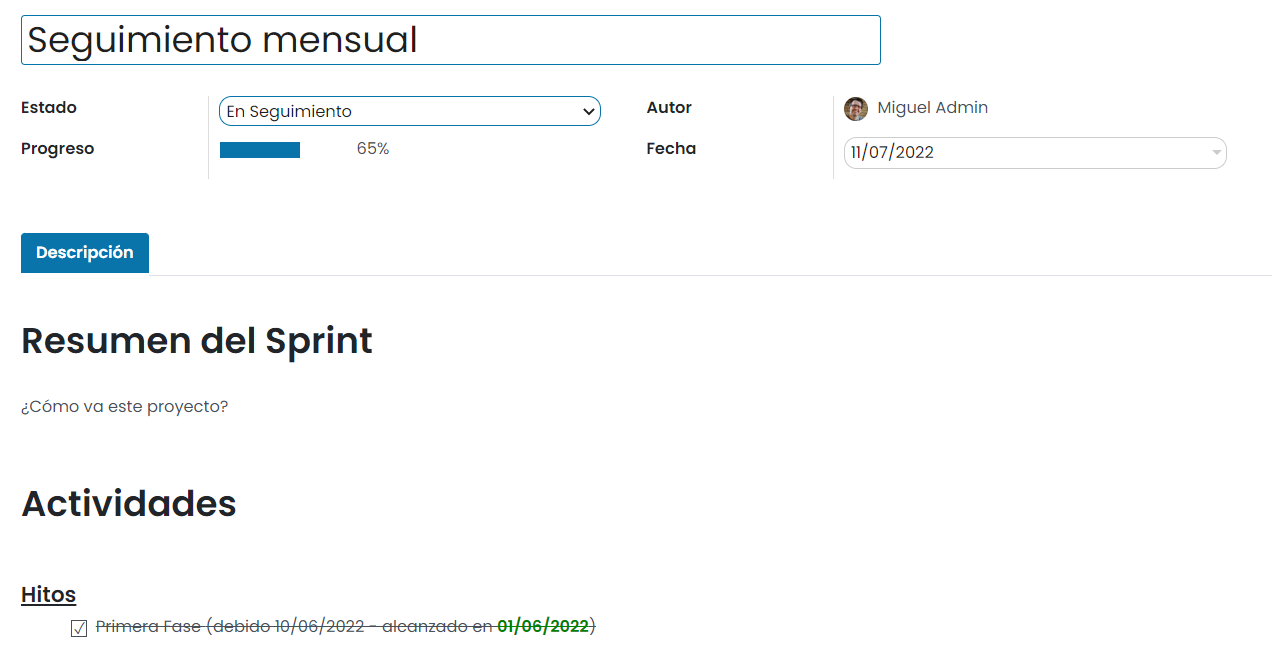 Seguimiento mensual
Estado
En Seguimiento
Autor
Miguel Admin
Progreso
65%
Fecha
11/07/2022
Descripción
Resumen del Sprint
¿Cómo va este proyecto?
Actividades
Hitos
Primera Fase (debido 10/06/2022 - alcanzado en 01/06/2022)